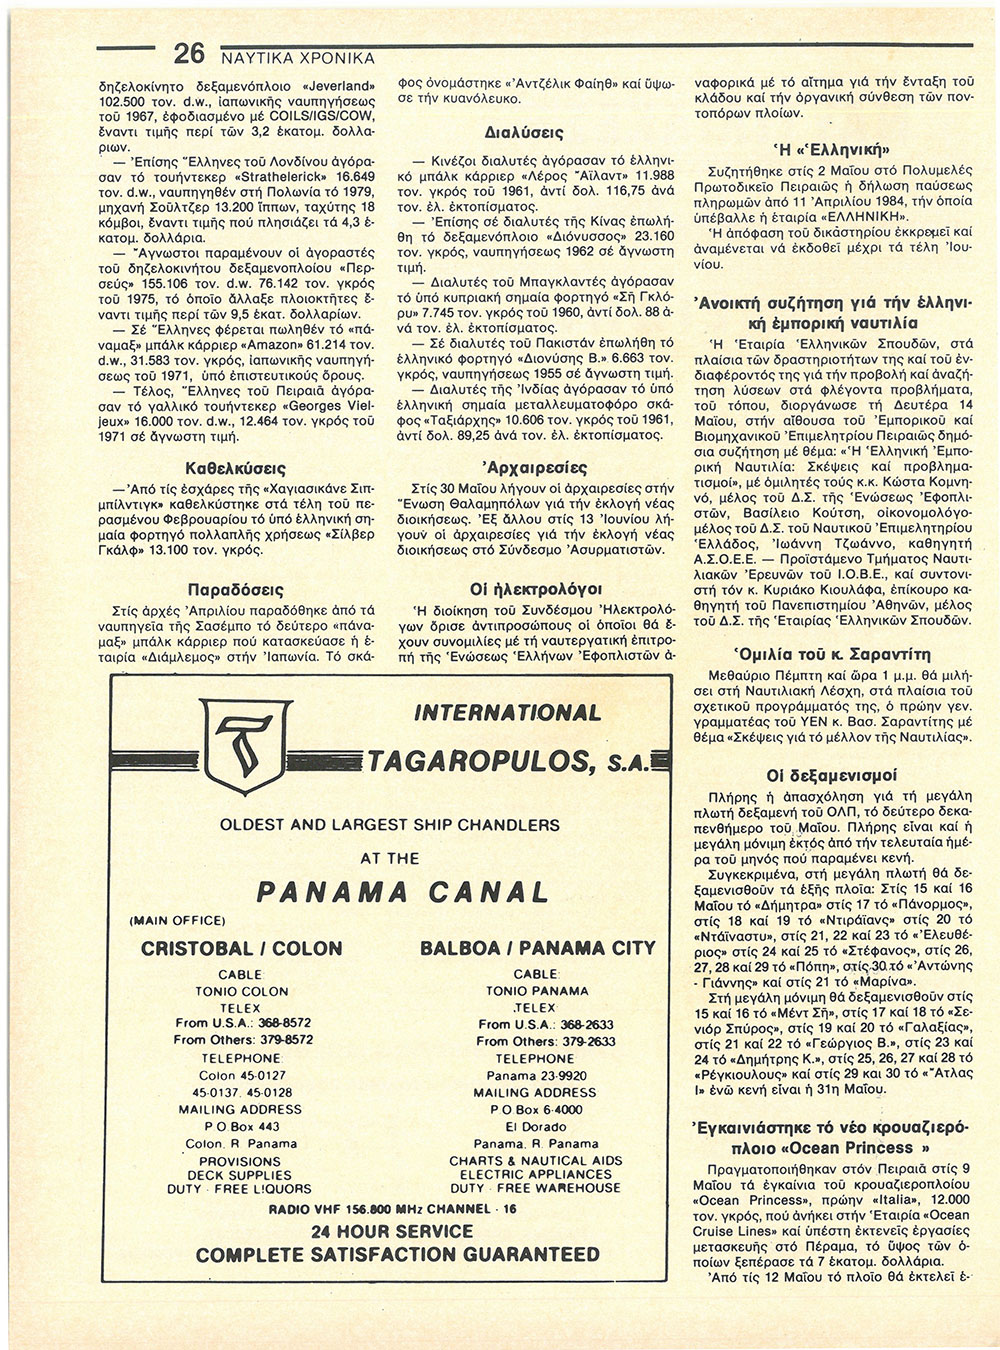 26 ΝΑΥΤΙΚΑ ΧΡΟΝΙΚΑ
δηζελοκίνητο δεξαμενόπλοιο «Jeverland»
102.500 τον. d.w., ἰαπωνικῆς ναυπηγήσεως
τοῦ 1967, ἐφοδιασμένο μέ COILS/IGS/COW,
ἔναντι τιμῆς περί τῶν 3,2 ἑκατομ. δολλα-
ρίων.
— Ἐπίσης Ἕλληνες τοῦ Λονδίνου ἀγόρα-
σαν τό τουήντεκερ «Strathelerick» 16.649
τον. d.w., ναυπηγηθέν στή Πολωνία τό 1979,
μηχανή Σοῦλτζερ 13.200 ἵππων, ταχύτης 18
κόμβοι, ἔναντι τιμῆς πού πλησιάζει τά 4,3 ἑ-
κατομ. δολλάρια.
— Ἄγνωστοι παραμένουν οἱ ἀγοραστές
τοῦ δηζελοκινήτου δεξαμενοπλοίου «Περ-
σεύς» 155.106 τον. d.w. 76.142 τον. γκρός
τοῦ 1975, τό ὁποῖο ἄλλαξε πλοιοκτῆτες ἔ-
ναντι τιμῆς περί τῶν 9,5 ἑκατ. δολλαρίων.
— Σέ Ἕλληνες φέρεται πωληθέν τό «πά-
ναμαξ» μπάλκ κάρριερ «Amazon» 61.214 τον.
d.w., 31.583 τον. γκρός, ἰαπωνικῆς ναυπηγή-
σεως τοῦ 1971, ὑπό ἐπιστευτικούς ὅρους.
— Τέλος, Ἕλληνες τοῦ Πειραιᾶ ἀγόρα-
σαν τό γαλλικό τουήντεκερ «Georges Viel-
jeux» 16.000 τον. d.w., 12.464 τον. γκρός τοῦ
1971 σέ ἄγνωστη τιμή.
Καθελκύσεις
— Ἀπό τίς ἐσχάρες τῆς «Χαγιασικάνε Σιπ-
μπίλντιγκ» καθελκύστηκε στά τέλη τοῦ πε-
ρασμένου Φεβρουαρίου τό ὑπό ἑλληνική ση-
μαία φορτηγό πολλαπλῆς χρήσεως «Σίλβερ
Γκάλφ» 13.100 τον. γκρός.
Παραδόσεις
Στίς ἀρχές Ἀπριλίου παραδόθηκε ἀπό τά
ναυπηγεῖα τῆς Σασέμπο τό δεύτερο «πάνα-
μαξ» μπάλκ κάρριερ πού κατασκεύασε ἡ ἑ-
ταιρία «Διάμλεμος» στήν Ἰαπωνία. Τό σκά-
φος ὀνομάστηκε «Ἀντζέλικ Φαίηθ» καί ὕψω-
σε τήν κυανόλευκο.
Διαλύσεις
— Κινέζοι διαλυτές ἀγόρασαν τό ἑλληνι-
κό μπάλκ κάρριερ «Λέρος Ἄϊλαντ» 11.988
τον. γκρός τοῦ 1961, ἀντί δολ. 116,75 ἀνά
τον. ἐλ. ἐκτοπίσματος.
— Ἐπίσης σέ διαλυτές τῆς Κίνας ἐπωλή-
θη τό δεξαμενόπλοιο «Διόνυσσος» 23.160
τον. γκρός, ναυπηγήσεως 1962 σέ ἄγνωστη
τιμή.
— Διαλυτές τοῦ Μπαγκλαντές ἀγόρασαν
τό ὑπό κυπριακή σημαία φορτηγό «Σῆ Γκλό-
ρυ» 7.745 τον. γκρός τοῦ 1960, ἀντί δολ. 88 ἀ-
νά τον. ἐλ. ἐκτοπίσματος.
— Σέ διαλυτές τοῦ Πακιστάν ἐπωλήθη τό
ἑλληνικό φορτηγό «Διονύσης Β.» 6.663 τον.
γκρός, ναυπηγήσεως 1955 σέ ἄγνωστη τιμή.
— Διαλυτές τῆς Ἰνδίας ἀγόρασαν τό ὑπό
ἑλληνική σημαία μεταλλευματοφόρο σκά-
φος «Ταξιάρχης» 10.606 τον. γκρός τοῦ 1961,
ἀντί δολ. 89,25 ἀνά τον. ἐλ. ἐκτοπίσματος.
Ἀρχαιρεσίες
Στίς 30 Μαΐου λήγουν οἱ ἀρχαιρεσίες στήν
Ἕνωση Θαλαμηπόλων γιά τήν ἐκλογή νέας
διοικήσεως. Ἐξ ἄλλου στίς 13 Ἰουνίου λή-
γουν οἱ ἀρχαιρεσίες γιά τήν ἐκλογή νέας
διοικήσεως στό Σύνδεσμο Ἀσυρματιστῶν.
Οἱ ἠλεκτρολόγοι
Ἡ διοίκηση τοῦ Συνδέσμου Ἠλεκτρολό-
γων ὅρισε ἀντιπροσώπους οἱ ὁποῖοι θά ἔ-
χουν συνομιλίες μέ τή ναυτεργατική ἐπιτρο-
πή τῆς Ἑνώσεως Ἑλλήνων Ἐφοπλιστῶν ἀ-
ναφορικά μέ τό αἴτημα γιά τήν ἔνταξη τοῦ
κλάδου καί τήν ὀργανική σύνθεση τῶν πον-
τοπόρων πλοίων.
Ἡ «Ἑλληνική»
Συζητήθηκε στίς 2 Μαΐου στό Πολυμελές
Πρωτοδικεῖο Πειραιῶς ἡ δήλωση παύσεως
πληρωμῶν ἀπό 11 Ἀπριλίου 1984, τήν ὁποία
ὑπέβαλλε ἡ ἑταιρία «ΕΛΛΗΝΙΚΗ».
Ἡ ἀπόφαση τοῦ δικαστηρίου ἐκκρεμεῖ καί
ἀναμένεται νά ἐκδοθεῖ μέχρι τά τέλη Ἰου-
νίου.
Ἀνοικτή συζήτηση γιά τήν ἑλληνι-
κή ἐμπορική ναυτιλία
Ἡ Ἑταιρία Ἑλληνικῶν Σπουδῶν, στά
πλαίσια τῶν δραστηριοτήτων της καί τοῦ ἐν-
διαφέροντός της γιά τήν προβολή καί ἀναζή-
τηση λύσεων στά φλέγοντα προβλήματα,
τοῦ τόπου, διοργάνωσε τή Δευτέρα 14
Μαΐου, στήν αἴθουσα τοῦ Ἐμπορικοῦ καί
Βιομηχανικοῦ Ἐπιμελητρίου Πειραιῶς δημό-
σια συζήτηση μέ θέμα: «Ἡ Ἑλληνική Ἐμπο-
ρική Ναυτιλία: Σκέψεις καί προβλημα-
τισμοί», μέ ὁμιλητές τούς κ.κ. Κώστα Κομνη-
νό, μέλος τοῦ Δ.Σ. τῆς Ἑνώσεως Ἐφοπλι-
στῶν, Βασίλειο Κούτση, οἰκονομολόγο-
μέλος τοῦ Δ.Σ. τοῦ Ναυτικοῦ Ἐπιμελητηρίου
Ἑλλάδος, Ἰωάννη Τζωάννο, καθηγητή
Α.Σ.Ο.Ε.Ε. — Προϊστάμενο Τμήματος Ναυτι-
λιακῶν Ἐρευνῶν τοῦ Ι.Ο.Β.Ε., καί συντονι-
στή τόν κ. Κυριάκο Κιουλάφα, ἐπίκουρο κα-
θηγητή τοῦ Πανεπιστημίου Ἀθηνῶν, μέλος
τοῦ Δ.Σ. τῆς Ἑταιρίας Ἑλληνικῶν Σπουδῶν.
Ὁμιλία τοῦ κ. Σαραντίτη
Μεθαύριο Πέμπτη καί ὥρα 1 μ.μ. θά μιλή-
σει στή Ναυτιλιακή Λέσχη, στά πλαίσια τοῦ
σχετικοῦ προγράμματός της, ὁ πρώην γεν.
γραμματέας τοῦ ΥΕΝ κ. Βασ. Σαραντίτης μέ
θέμα «Σκέψεις γιά τό μέλλον τῆς Ναυτιλίας».
Οἱ δεξαμενισμοί
Πλήρης ἡ ἀπασχόληση γιά τή μεγάλη
πλωτή δεξαμενή τοῦ ΟΛΠ, τό δεύτερο δεκα-
πενθήμερο τοῦ Μαΐου. Πλήρης εἶναι καί ἡ
μεγάλη μόνιμη ἐκτός ἀπό τήν τελευταία ἡμέ-
ρα τοῦ μηνός πού παραμένει κενή.
Συγκεκριμένα, στή μεγάλη πλωτή θά δε-
ξαμενισθοῦν τά ἑξῆς πλοῖα: Στίς 15 καί 16
Μαΐου τό «Δήμητρα» στίς 17 τό «Πάνορμος»,
στίς 18 καί 19 τό «Ντιράϊανς» στίς 20 τό
«Ντάϊναστυ», στίς 21, 22 καί 23 τό «Ἐλευθέ-
ριος» στίς 24 καί 25 τό «Στέφανος», στίς 26,
27, 28 καί 29 τό «Πόπη», στίς 30 τό «Ἀντώνης
- Γιάννης» καί στίς 21 τό «Μαρίνα».
Στή μεγάλη μόνιμη θά δεξαμενισθοῦν στίς
15 καί 16 τό «Μέντ Σῆ», στίς 17 καί 18 τό «Σε-
νιόρ Σπύρος», στίς 19 καί 20 τό «Γαλαξίας»,
στίς 21 καί 22 τό «Γεώργιος Β.», στίς 23 καί
24 τό «Δημήτρης Κ.», στίς 25, 26, 27 καί 28 τό
«Ρέγκιουλους» καί στίς 29 και 30 τό «Ἄτλας
Ι» ἐνῶ κενή εἶναι ἡ 31η Μαΐου.
Ἐγκαινιάστηκε τό νέο κρουαζιερό-
πλοιο «Ocean Princess »
Πραγματοποιήθηκαν στόν Πειραιᾶ στίς 9
Μαΐου τά ἐγκαίνια τοῦ κρουαζιεροπλοίου
«Ocean Princess», πρώην «Italia», 12.000
τον. γκρός, πού ἀνήκει στήν Ἑταιρία «Ocean
Cruise Lines» καί ὑπέστη ἐκτενεῖς ἐργασίες
μετασκευῆς στό Πέραμα, τό ὕψος τῶν ὁ-
ποίων ξεπέρασε τά 7 ἑκατομ. δολλάρια.
Ἀπό τίς 12 Μαΐου τό πλοῖο θά ἐκτελεῖ ἑ-
INTERNATIONAL
TAGAROPULOS, S.A.
OLDEST AND LARGEST SHIP CHANDLERS
AT THE
PANAMA CANAL
(MAIN OFFICE)
CRISTOBAL / COLON
CABLE:
TONIO COLON
TELEX
From U.S.A.: 368-8572
From Others: 379-8572
TELEPHONE:
Colon 45-0127
45-0137. 45-0128
MAILING ADDRESS
P O Box 443
Colon. R. Panama
PROVISIONS
DECK SUPPLIES
DUTY - FREE LIQUORS
BALBOA / PANAMA CITY
CABLE:
TONIO PANAMA
TELEX:
From U.S.A.: 368-2633
From Others: 379-2633
TELEPHONE:
Panama 23-9920
MAILING ADDRESS
P O Box 6-4000
El Dorado
Panama. R. Panama
CHARTS & NAUTICAL AIDS
ELECTRIC APPLIANCES
DUTY - FREE WAREHOUSE
RADIO VHF 156.800 MHz CHANNEL - 16
24 HOUR SERVICE
COMPLETE SATISFACTION GUARANTEED